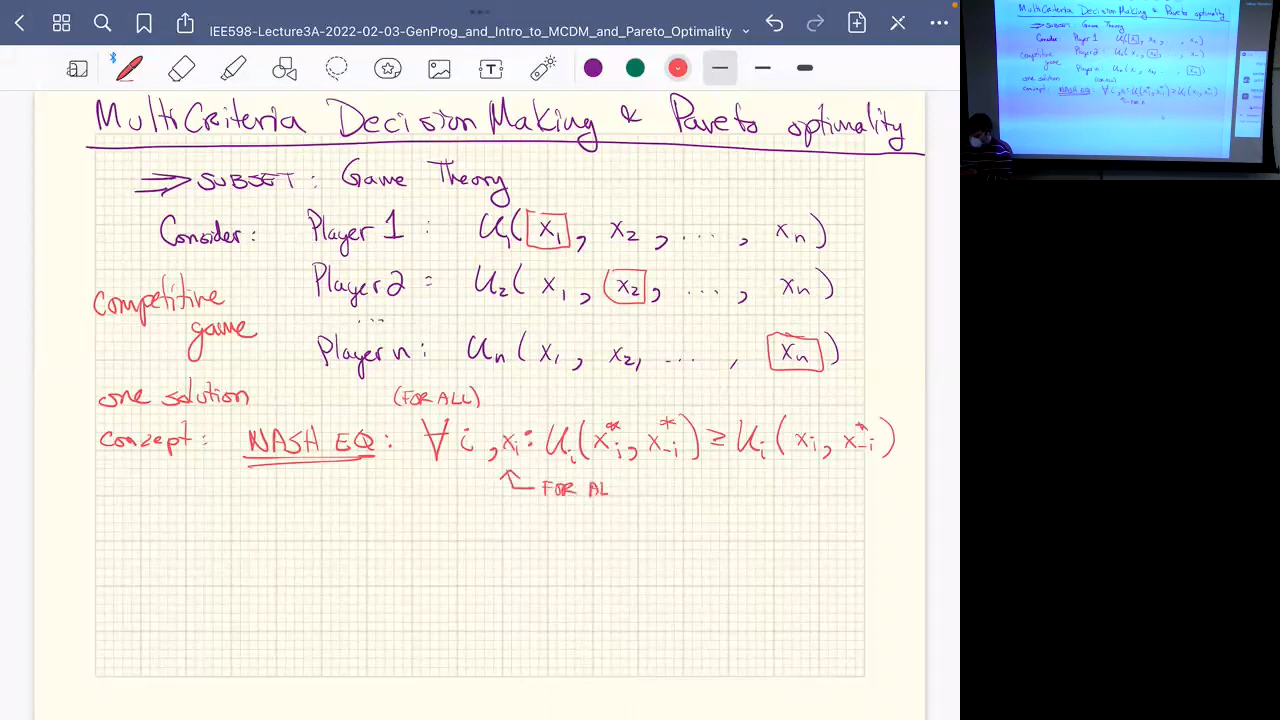 IEE598-Lecture3A-2022-02-03-GenProg_and_Intro_to_MCDM_and_Pareto_Optimality
MultiCriteria Decision Making & Pareto optimality
⇒ SUBSET : Game Theory
Consider : Player 1 : U₁( x₁ , x₂ , ... , xₙ )
Player 2 = U₂( x₁ , x₂ , ... , xₙ )
competitive game
...
Player n : Uₙ ( x₁ , x₂, ... , xₙ )
one solution concept : (FOR ALL)
NASH EQ : ∀ i , xᵢ : Uᵢ( x*ᵢ , x*₋ᵢ ) ≥ Uᵢ ( xᵢ, x*₋ᵢ )
↑ FOR AL